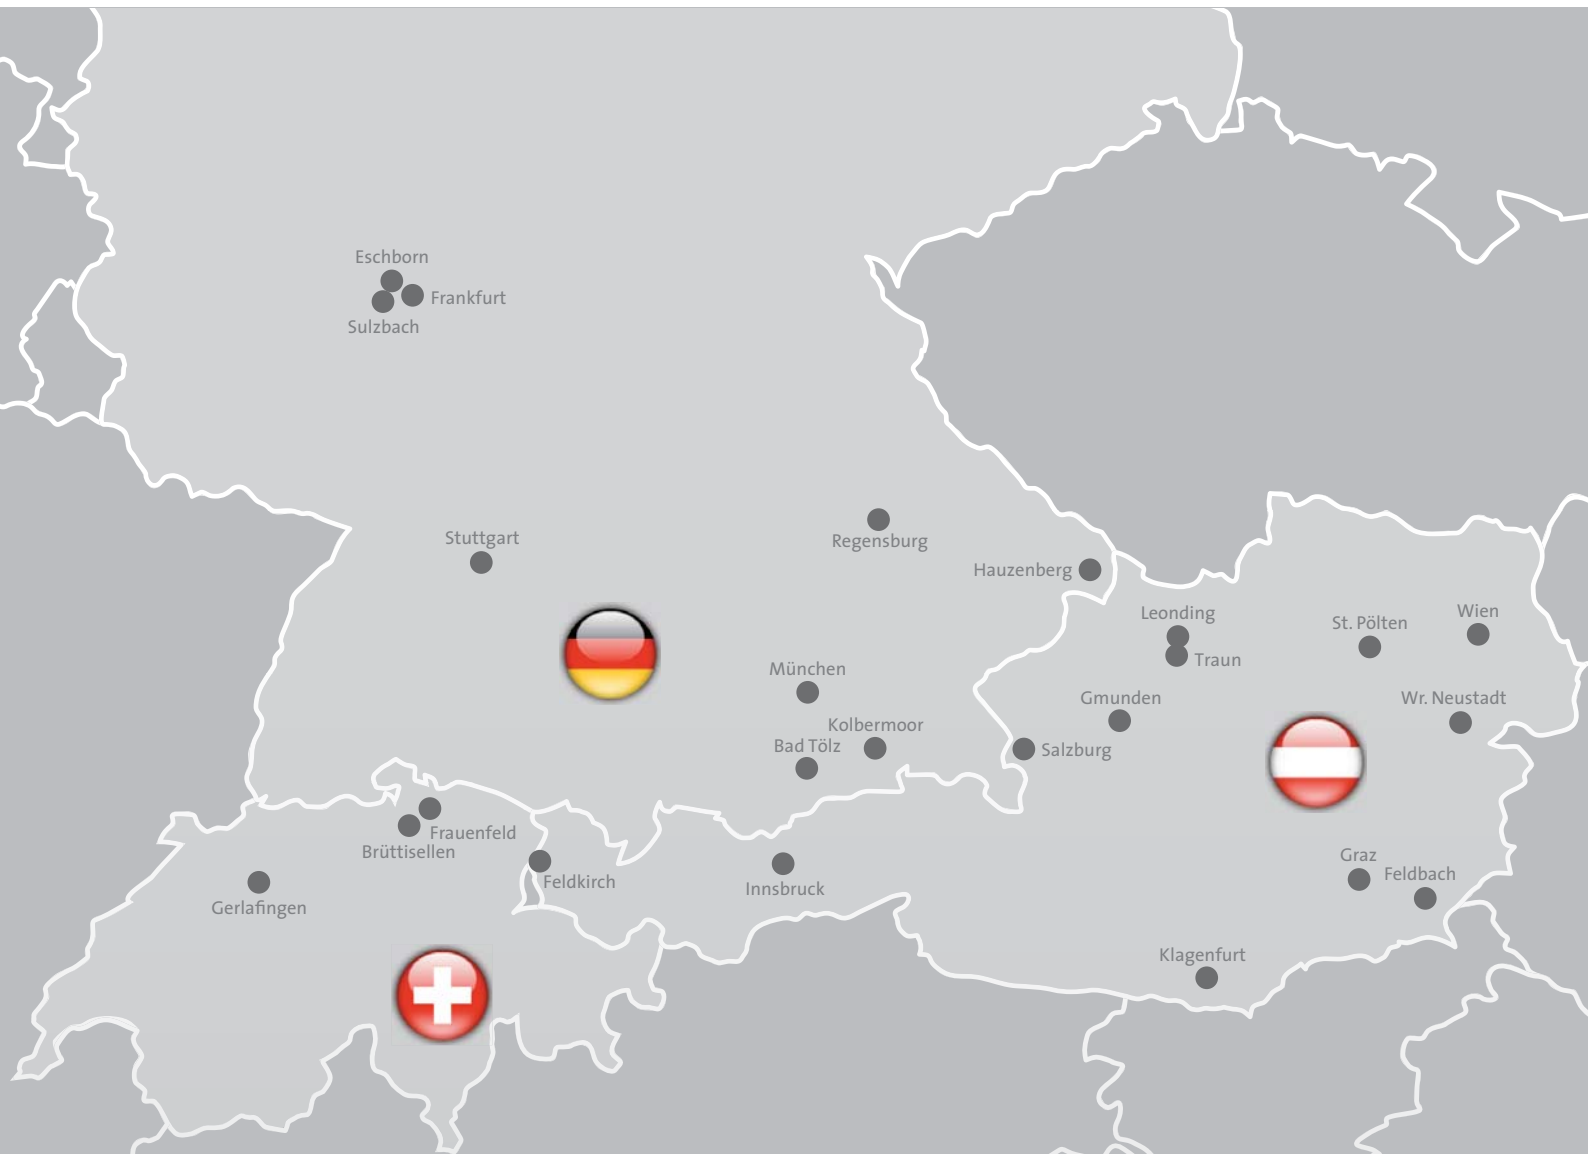 Eschborn
Frankfurt
Sulzbach
Stuttgart
Regensburg
Hauzenberg
Leonding
Wien
St. Pölten
Traun
München
Gmunden
Wr. Neustadt
Kolbermoor
Bad Tölz
Salzburg
Frauenfeld
Brüttisellen
Graz
Feldbach
Feldkirch
Innsbruck
Gerlafingen
Klagenfurt